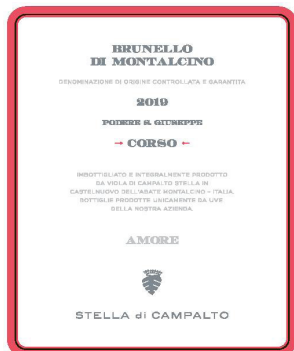 BRUNELLO
DI MONTALCINO
DENOMINAZIONE DI ORIGINE CONTROLLATA E GARANTITA
2019
PODERE S. GIUSEPPE
→ CORSO ←
IMBOTTIGLIATO E INTEGRALMENTE PRODOTTO
DA VIOLA DI CAMPALTO STELLA IN
CASTELNUOVO DELL'ABATE MONTALCINO - ITALIA.
BOTTIGLIE PRODOTTE UNICAMENTE DA UVE
DELLA NOSTRA AZIENDA.
AMORE
STELLA di CAMPALTO